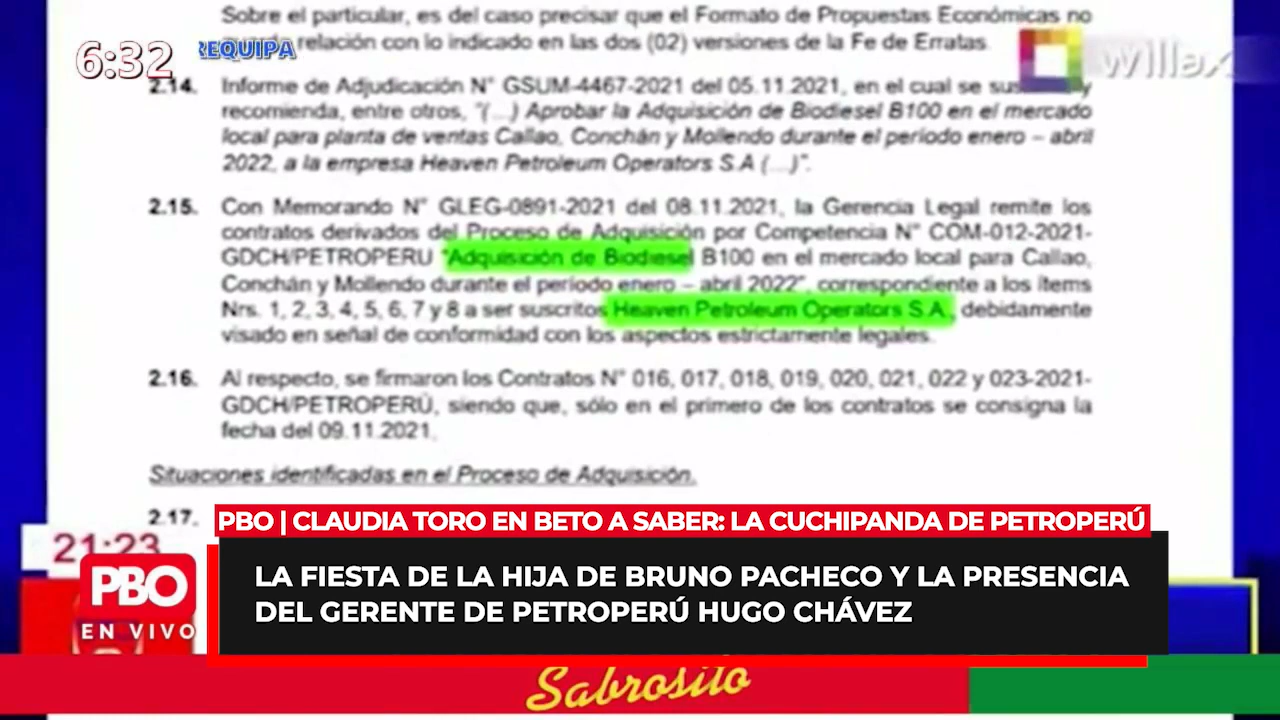 Sobre el particular, es del caso precisar que el Formato de Propuestas Económicas no
6:32 REQUIPA relación con lo indicado en las dos (02) versiones de la Fe de Erratas.
willax
2.14. Informe de Adjudicación N° GSUM-4467-2021 del 05.11.2021, en el cual se sus y
recomienda, entre otros, "(...) Aprobar la Adquisición de Biodiesel B100 en el mercado
local para planta de ventas Callao, Conchán y Mollendo durante el período enero – abril
2022, a la empresa Heaven Petroleum Operators S.A (...)".
2.15. Con Memorando N° GLEG-0891-2021 del 08.11.2021, la Gerencia Legal remite los
contratos derivados del Proceso de Adquisición por Competencia N° COM-012-2021-
GDCH/PETROPERU "Adquisición de Biodiesel B100 en el mercado local para Callao,
Conchán y Mollendo durante el período enero – abril 2022", correspondiente a los ítems
Nrs. 1, 2, 3, 4, 5, 6, 7 y 8 a ser suscritos Heaven Petroleum Operators S.A., debidamente
visado en señal de conformidad con los aspectos estrictamente legales.
2.16. Al respecto, se firmaron los Contratos N° 016, 017, 018, 019, 020, 021, 022 y 023-2021-
GDCH/PETROPERÚ, siendo que, sólo en el primero de los contratos se consigna la
fecha del 09.11.2021.
Situaciones identificadas en el Proceso de Adquisición.
2.17.
PBO | CLAUDIA TORO EN BETO A SABER: LA CUCHIPANDA DE PETROPERÚ
21:23
PBO
EN VIVO
LA FIESTA DE LA HIJA DE BRUNO PACHECO Y LA PRESENCIA
DEL GERENTE DE PETROPERÚ HUGO CHÁVEZ
Sabrosito